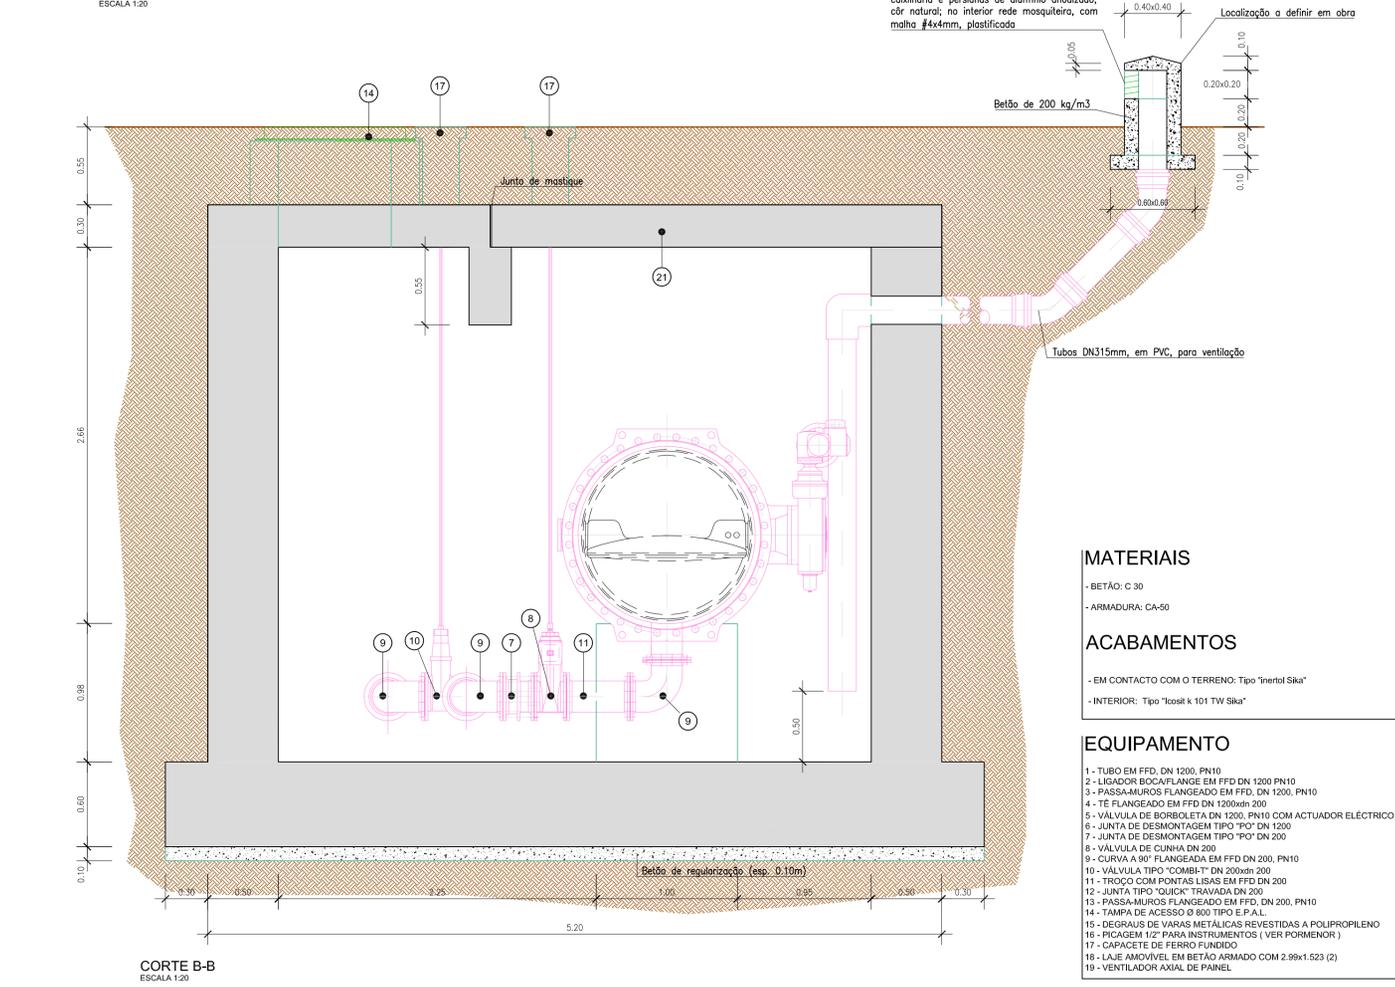 ESCALA 1:20
côr natural; no interior rede mosquiteira, com
malha #4x4mm, plastificada
0.40x0.40
Localização a definir em obra
0.05
0.10
0.20x0.20
0.20
0.20
0.10
Betão de 200 kg/m3
0.60x0.60
14
17
17
0.55
0.30
Junto de mastique
21
0.55
Tubos DN315mm, em PVC, para ventilação
2.66
9
10
9
7
8
11
9
0.98
0.50
0.60
0.10
Betão de regularização (esp. 0.10m)
0.30
0.50
2.25
1.00
0.95
0.50
0.30
5.20
CORTE B-B
ESCALA 1:20
MATERIAIS
- BETÃO: C 30
- ARMADURA: CA-50
ACABAMENTOS
- EM CONTACTO COM O TERRENO: Tipo "inertol Sika"
- INTERIOR: Tipo "Icosit k 101 TW Sika"
EQUIPAMENTO
1 - TUBO EM FFD, DN 1200, PN10
2 - LIGADOR BOCA/FLANGE EM FFD DN 1200 PN10
3 - PASSA-MUROS FLANGEADO EM FFD, DN 1200, PN10
4 - TÊ FLANGEADO EM FFD DN 1200xdn 200
5 - VÁLVULA DE BORBOLETA DN 1200, PN10 COM ACTUADOR ELÉCTRICO
6 - JUNTA DE DESMONTAGEM TIPO "PO" DN 1200
7 - JUNTA DE DESMONTAGEM TIPO "PO" DN 200
8 - VÁLVULA DE CUNHA DN 200
9 - CURVA A 90° FLANGEADA EM FFD DN 200, PN10
10 - VÁLVULA TIPO "COMBI-T" DN 200xdn 200
11 - TROÇO COM PONTAS LISAS EM FFD DN 200
12 - JUNTA TIPO "QUICK" TRAVADA DN 200
13 - PASSA-MUROS FLANGEADO EM FFD, DN 200, PN10
14 - TAMPA DE ACESSO Ø 800 TIPO E.P.A.L.
15 - DEGRAUS DE VARAS METÁLICAS REVESTIDAS A POLIPROPILENO
16 - PICAGEM 1/2" PARA INSTRUMENTOS ( VER PORMENOR )
17 - CAPACETE DE FERRO FUNDIDO
18 - LAJE AMOVÍVEL EM BETÃO ARMADO COM 2.99x1.523 (2)
19 - VENTILADOR AXIAL DE PAINEL